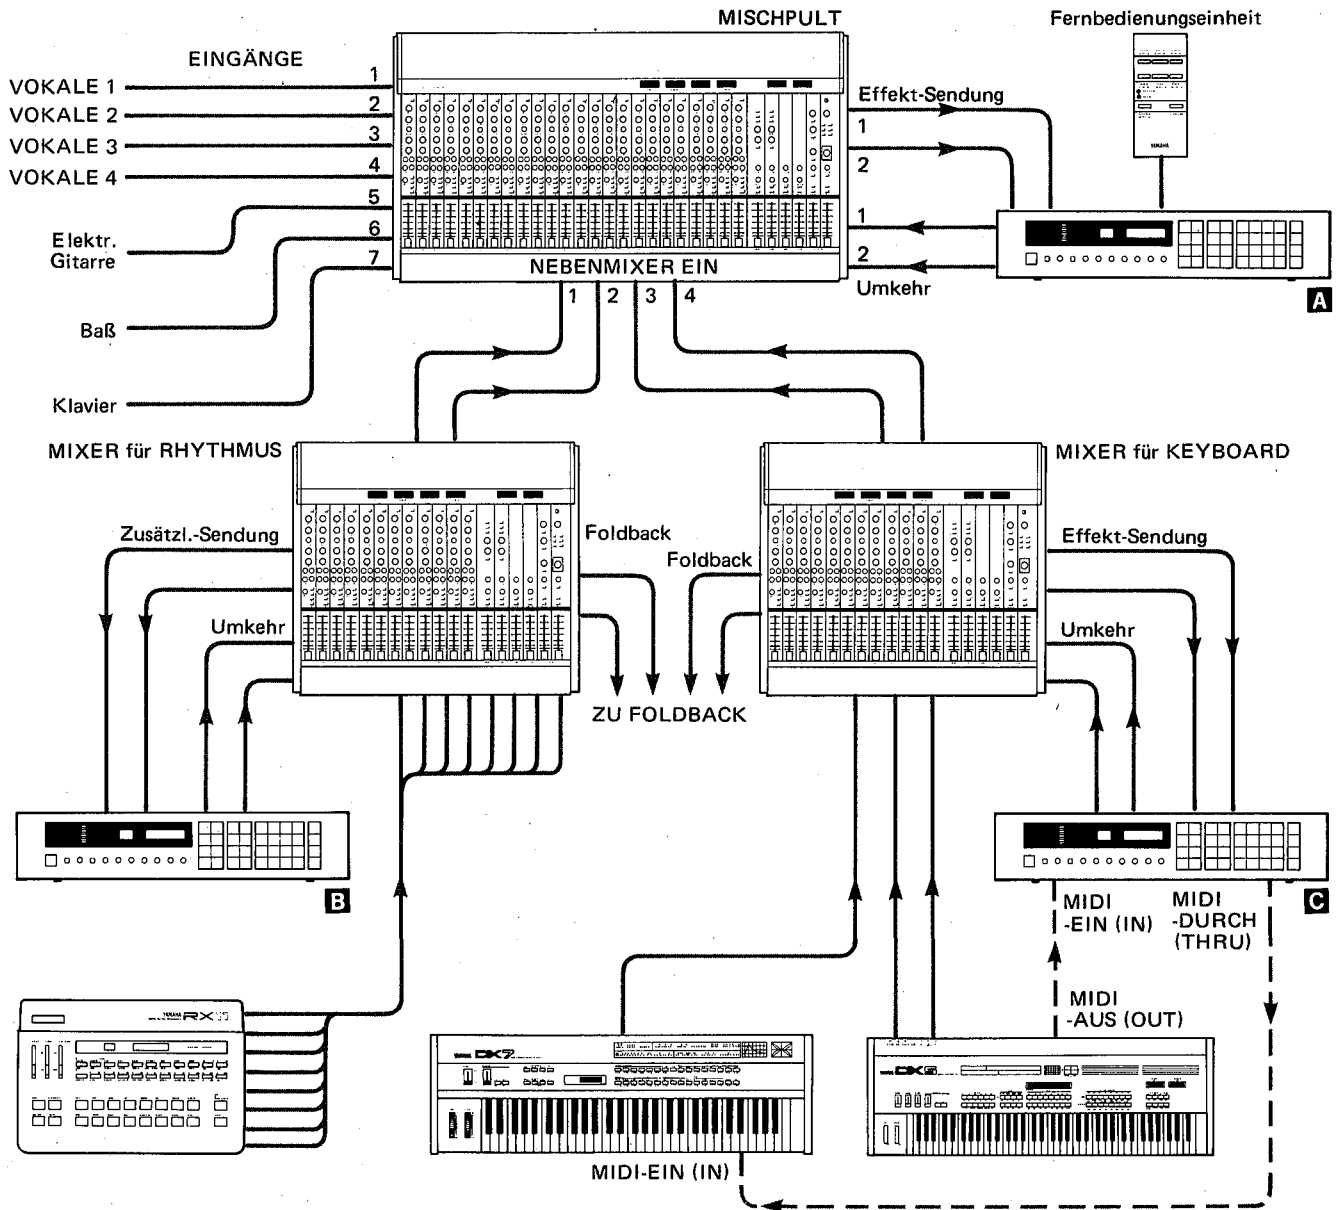 MISCHPULT
Fernbedienungseinheit
EINGÄNGE
VOKALE 1
VOKALE 2
VOKALE 3
VOKALE 4
Elektr.
Gitarre
Baß
Klavier
1
2
3
4
5
6
7
NEBENMIXER EIN
1
2
3
4
Effekt-Sendung
1
2
1
2
Umkehr
YAMAHA
A
MIXER für RHYTHMUS
MIXER für KEYBOARD
Zusätzl.-Sendung
Umkehr
Foldback
Foldback
ZU FOLDBACK
Effekt-Sendung
Umkehr
B
C
MIDI
-EIN (IN)
MIDI
-DURCH
(THRU)
MIDI
-AUS (OUT)
YAMAHA RX
YAMAHA DX7
MIDI-EIN (IN)